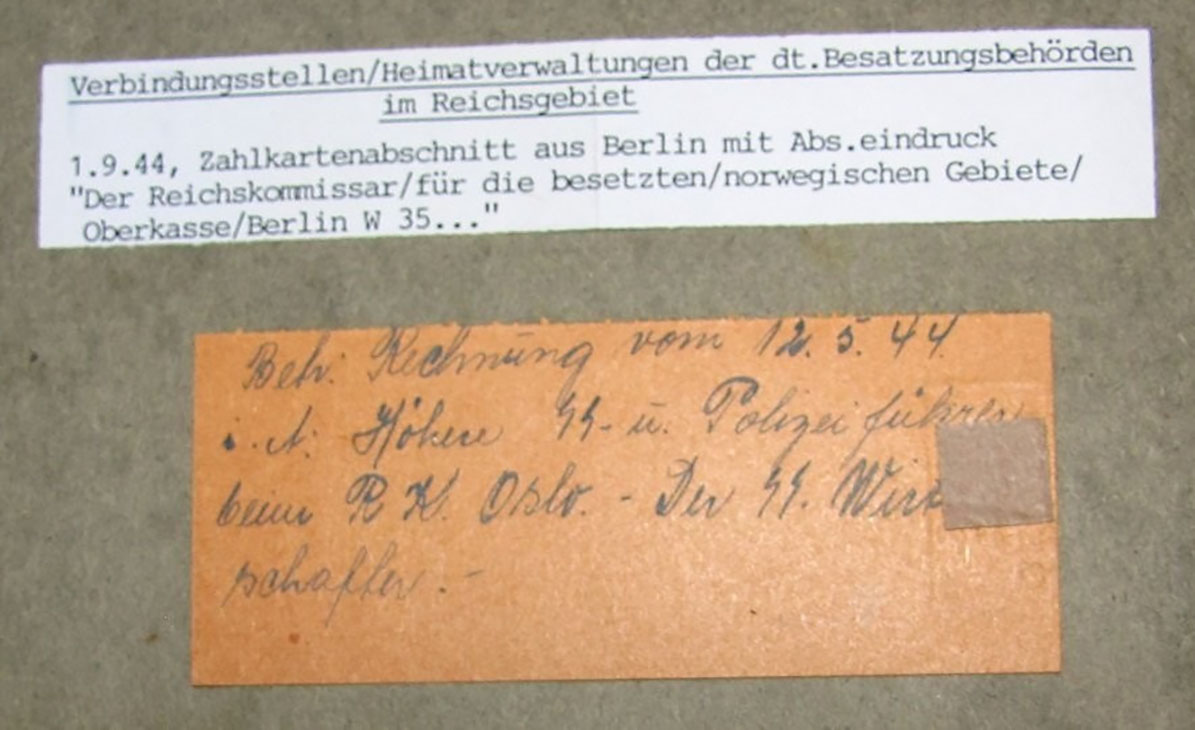 Verbindungsstellen/Heimatverwaltungen der dt.Besatzungsbehörden
im Reichsgebiet
1.9.44, Zahlkartenabschnitt aus Berlin mit Abs.eindruck
"Der Reichskommissar/für die besetzten/norwegischen Gebiete/
Oberkasse/Berlin W 35..."
Betr. Rechnung vom 12.5.44.
i.A. Höhere SS- u. Polizeiführer
beim R K. Oslo. - Der SS. Wirt
schafter. -